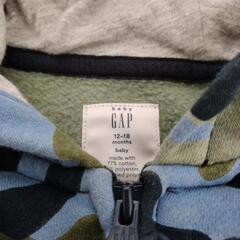 baby
GAP
12-18
months
baby
made with
77% cotton,
polyester